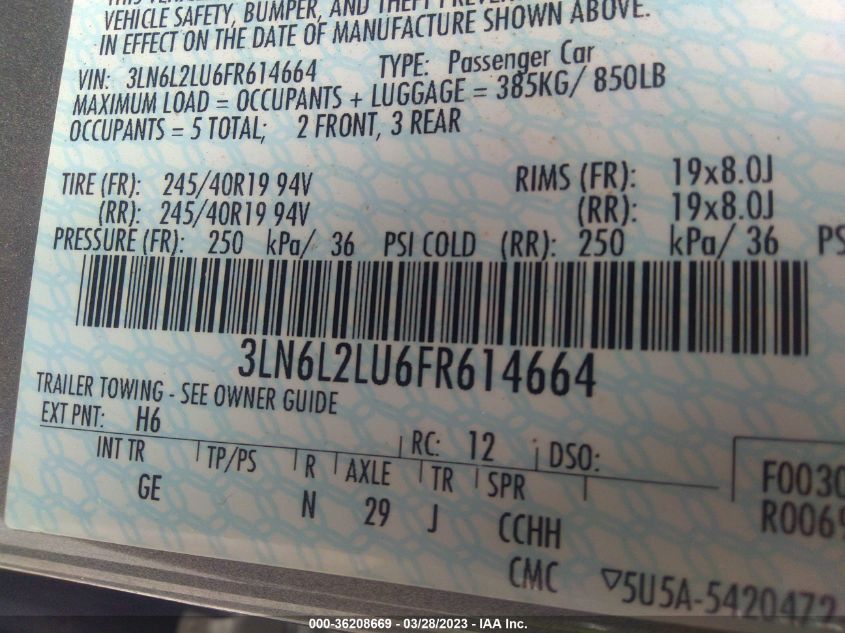 VEHICLE SAFETY, BUMPER, AND THEFT
IN EFFECT ON THE DATE OF MANUFACTURE SHOWN ABOVE.
VIN: 3LN6L2LU6FR614664 TYPE: Passenger Car
MAXIMUM LOAD = OCCUPANTS + LUGGAGE = 385KG/ 850LB
OCCUPANTS = 5 TOTAL; 2 FRONT, 3 REAR
TIRE (FR): 245/40R19 94V RIMS (FR): 19x8.0J
(RR): 245/40R19 94V (RR): 19x8.0J
PRESSURE (FR): 250 kPa/ 36 PSI COLD (RR): 250 kPa/ 36 PS
3LN6L2LU6FR614664
TRAILER TOWING - SEE OWNER GUIDE
EXT PNT: H6 RC: 12 DSO:
INT TR TP/PS R AXLE TR SPR F0030
GE N 29 J CCHH R0069
CMC ▽5U5A-5420472
000-36208669 / 03/28/2023 - IAA Inc.